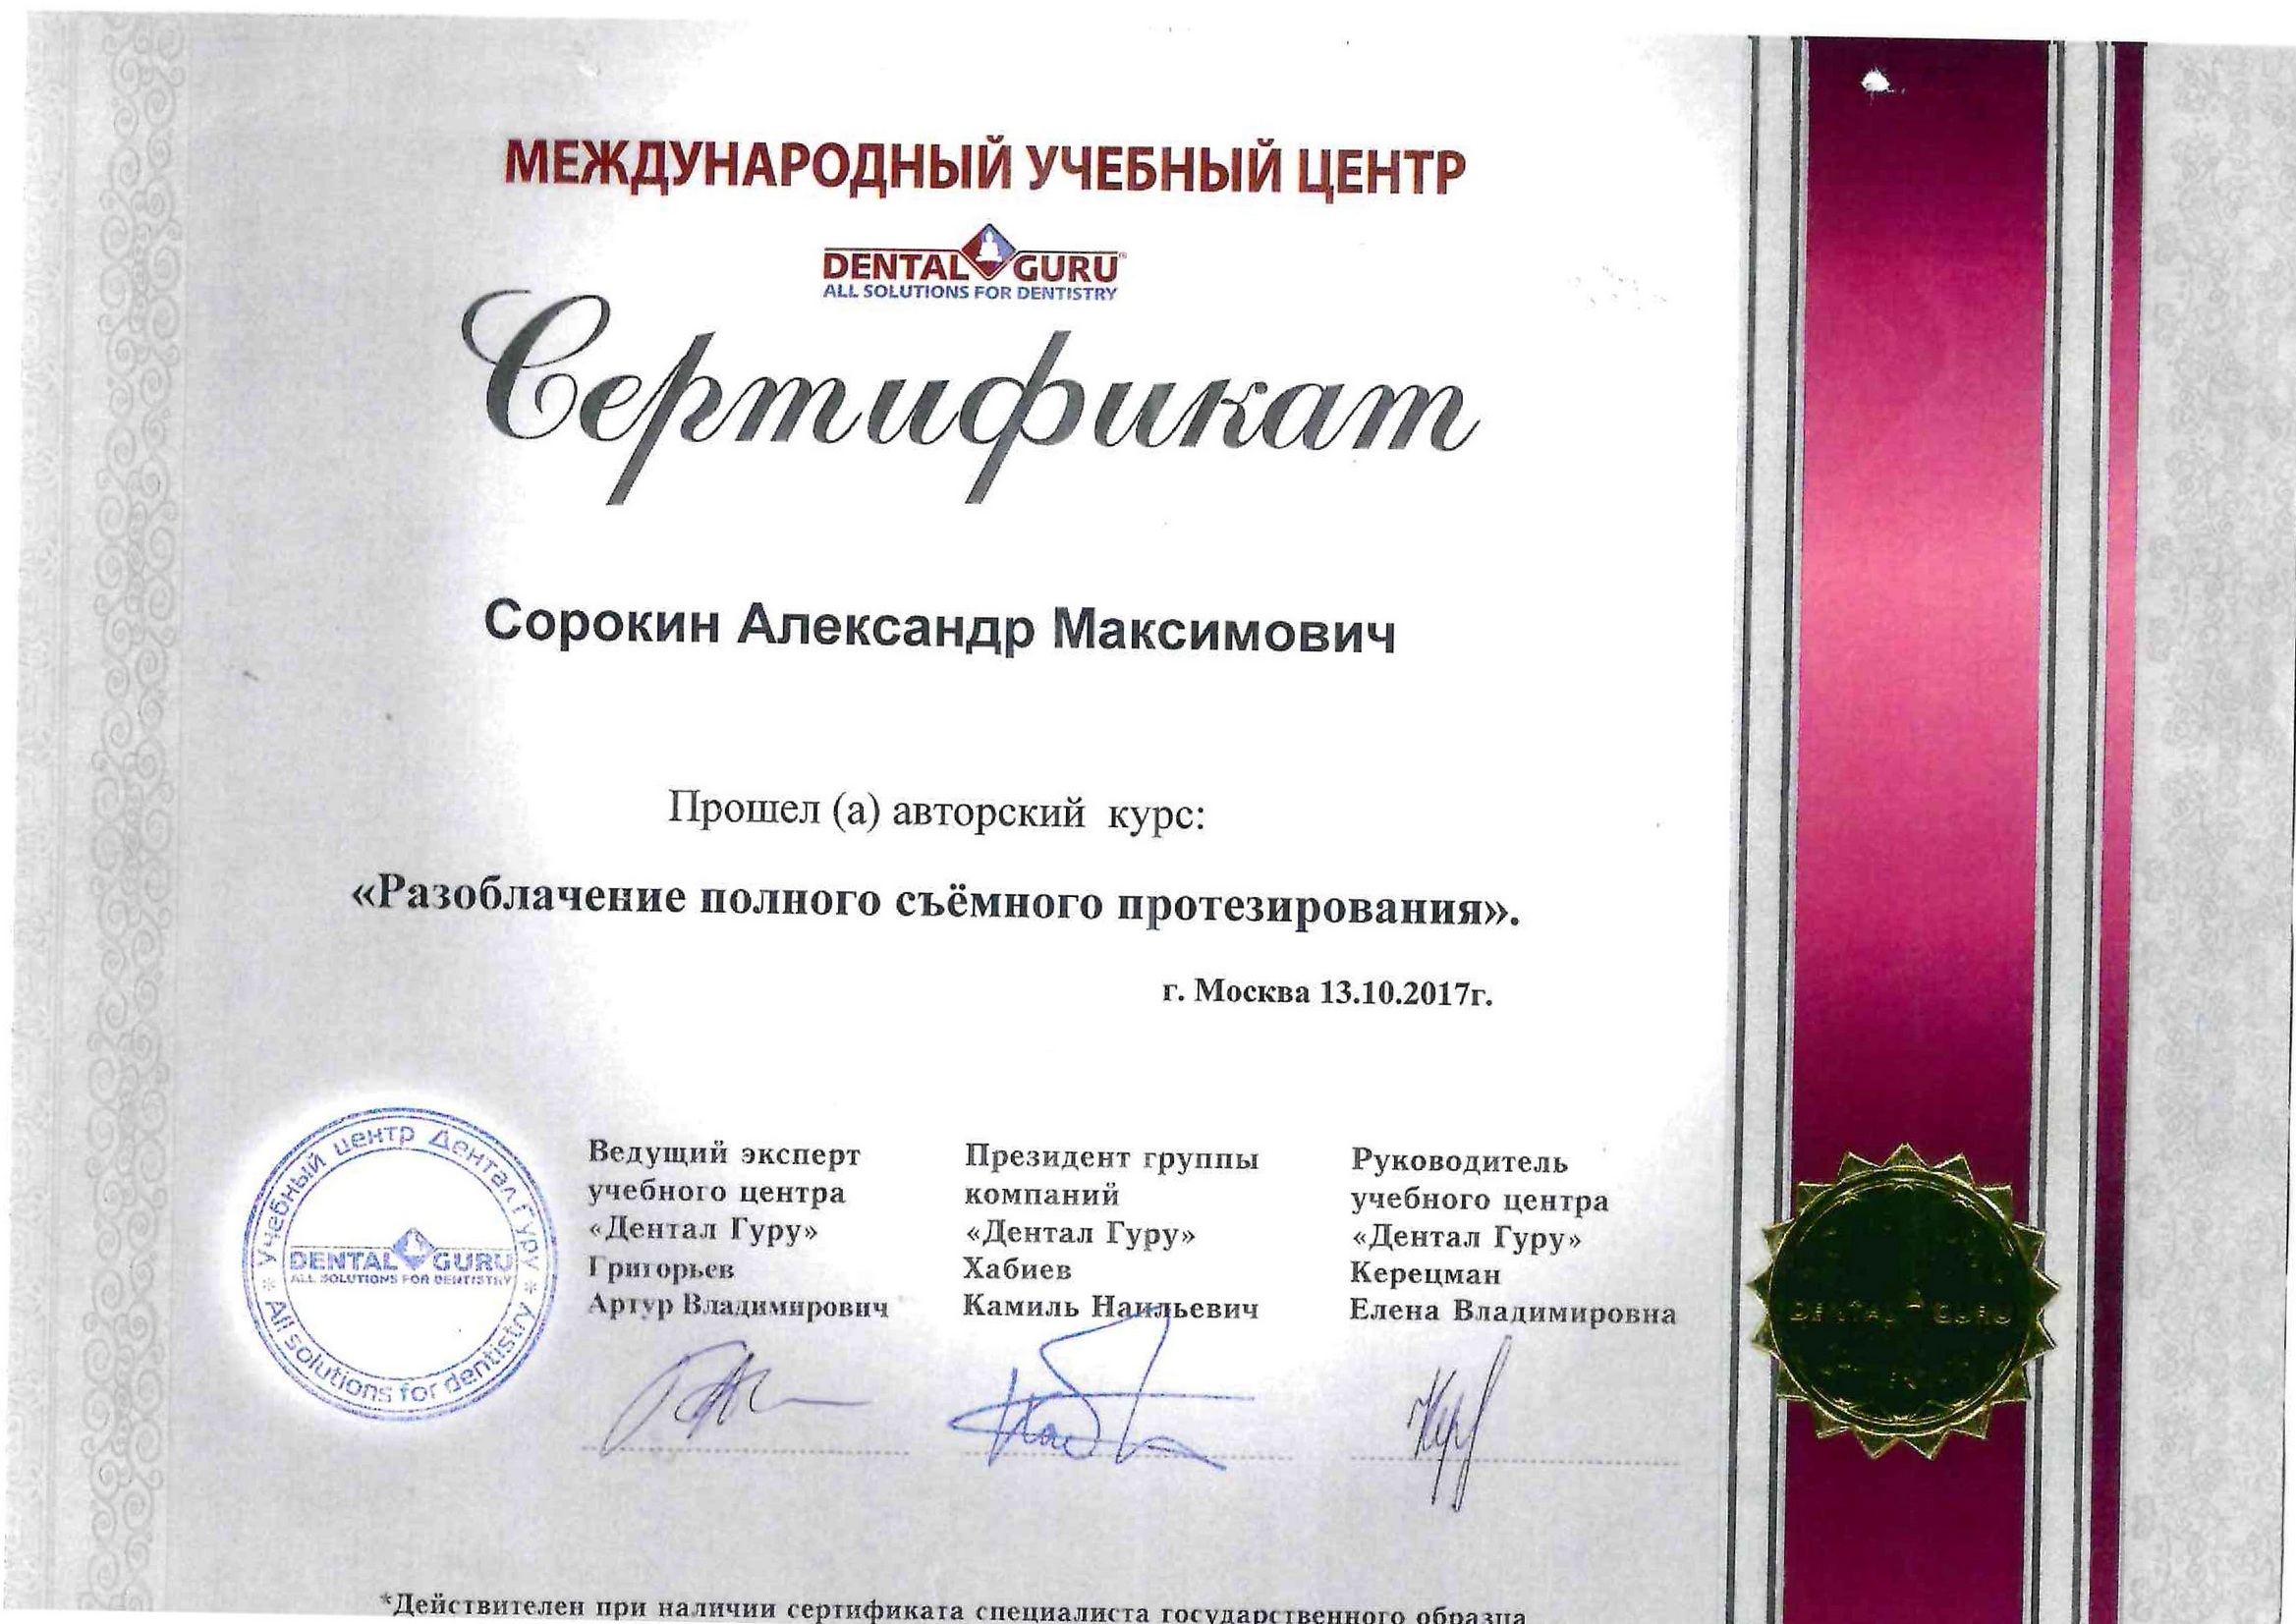 МЕЖДУНАРОДНЫЙ УЧЕБНЫЙ ЦЕНТР
DENTAL GURU®
ALL SOLUTIONS FOR DENTISTRY
Сертификат
Сорокин Александр Максимович
Прошел (а) авторский курс:
«Разоблачение полного съёмного протезирования».
г. Москва 13.10.2017г.
Ведущий эксперт
учебного центра
«Дентал Гуру»
Григорьев
Артур Владимирович
Президент группы
компаний
«Дентал Гуру»
Хабиев
Камиль Наильевич
Руководитель
учебного центра
«Дентал Гуру»
Керецман
Елена Владимировна
* Учебный центр Дентал Гуру *
DENTAL GURU
ALL SOLUTIONS FOR DENTISTRY
All solutions for dentistry
DENTAL GURU
*Действителен при наличии сертификата специалиста государственного образца